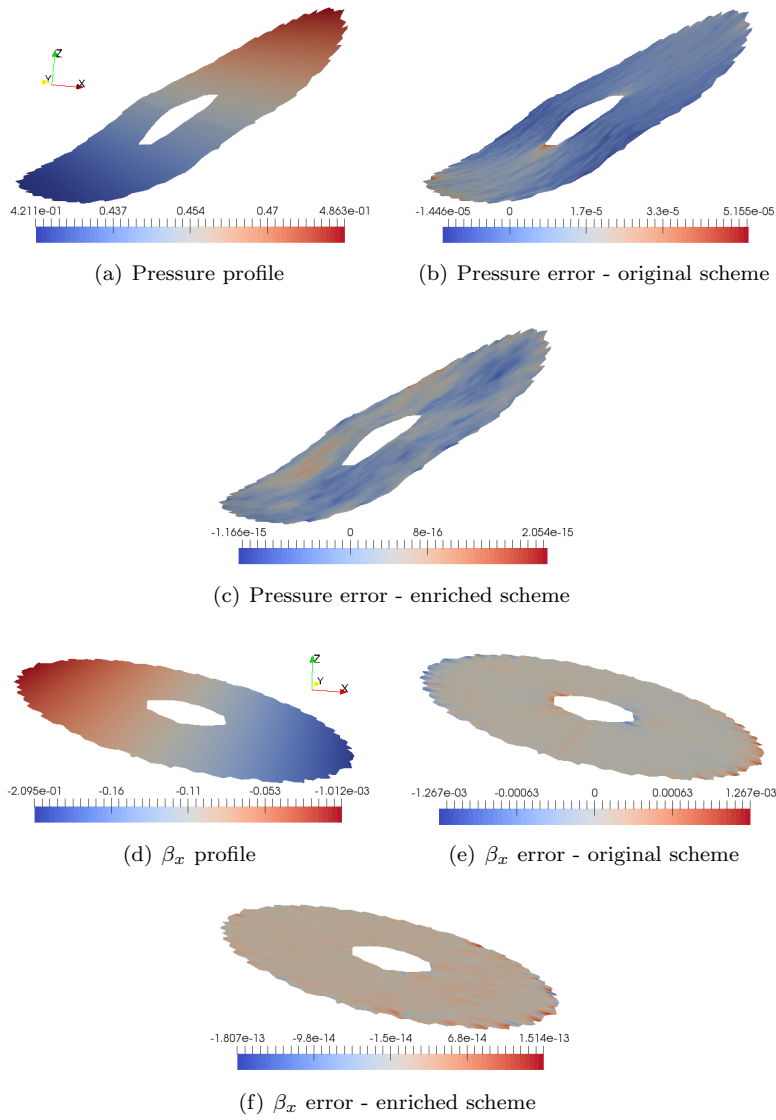 Z
Y
X
4.211e-01 0.437 0.454 0.47 4.863e-01
-1.446e-05 0 1.7e-5 3.3e-5 5.155e-05
(a) Pressure profile
(b) Pressure error - original scheme
-1.166e-15 0 8e-16 2.054e-15
(c) Pressure error - enriched scheme
Z
Y
X
-2.095e-01 -0.16 -0.11 -0.053 -1.012e-03
-1.267e-03 -0.00063 0 0.00063 1.267e-03
(d) βx profile
(e) βx error - original scheme
-1.807e-13 -9.8e-14 -1.5e-14 6.8e-14 1.514e-13
(f) βx error - enriched scheme